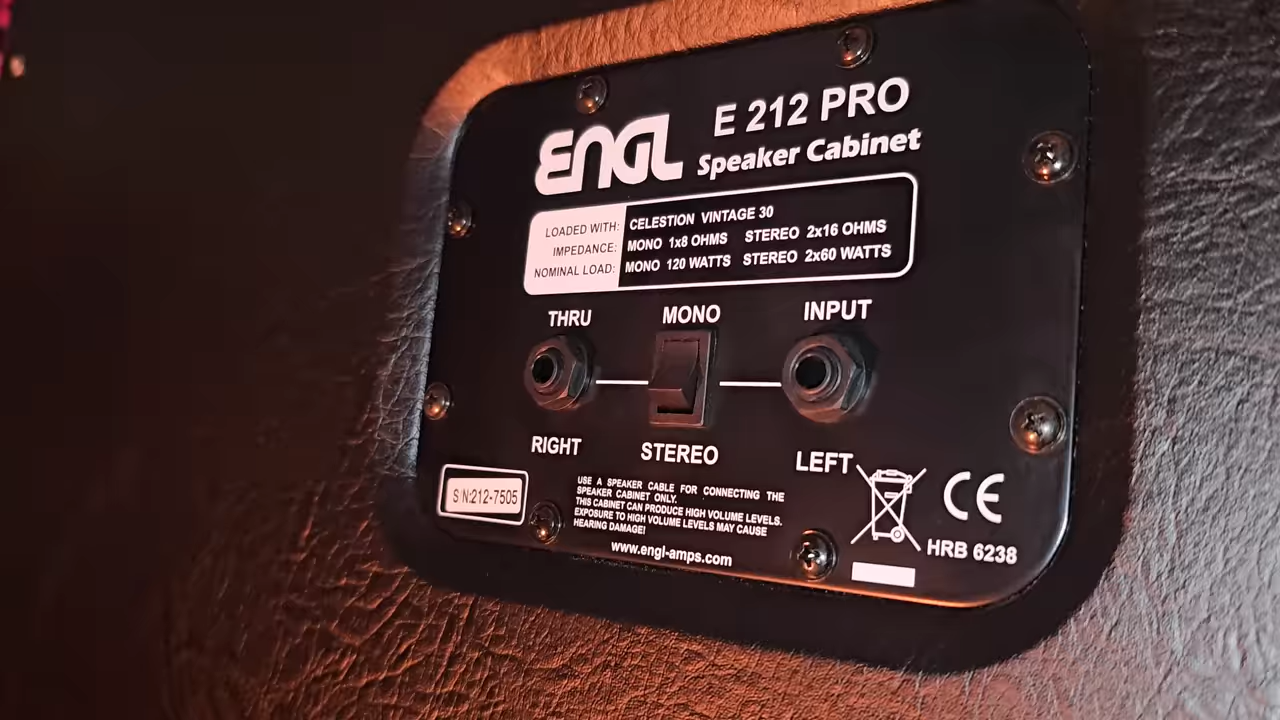 ENGL
E 212 PRO
Speaker Cabinet
LOADED WITH: CELESTION VINTAGE 30
IMPEDANCE: MONO 1x8 OHMS STEREO 2x16 OHMS
NOMINAL LOAD: MONO 120 WATTS STEREO 2x60 WATTS
THRU MONO INPUT
RIGHT STEREO LEFT
S/N:212-7505
USE A SPEAKER CABLE FOR CONNECTING THE
SPEAKER CABINET ONLY.
THIS CABINET CAN PRODUCE HIGH VOLUME LEVELS.
EXPOSURE TO HIGH VOLUME LEVELS MAY CAUSE
HEARING DAMAGE!
www.engl-amps.com
CE
HRB 6238